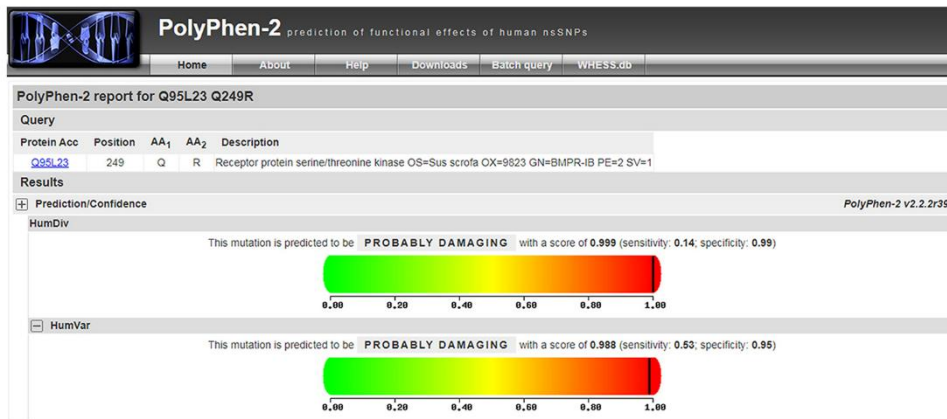 PolyPhen-2 prediction of functional effects of human nsSNPs
Home About Help Downloads Batch query WHESS.db
PolyPhen-2 report for Q95L23 Q249R
Query
Protein Acc Position AA1 AA2 Description
Q95L23 249 Q R Receptor protein serine/threonine kinase OS=Sus scrofa OX=9823 GN=BMPR-IB PE=2 SV=1
Results
+ Prediction/Confidence PolyPhen-2 v2.2.2r39
HumDiv
This mutation is predicted to be PROBABLY DAMAGING with a score of 0.999 (sensitivity: 0.14; specificity: 0.99)
0.00 0.20 0.40 0.60 0.80 1.00
− HumVar
This mutation is predicted to be PROBABLY DAMAGING with a score of 0.988 (sensitivity: 0.53; specificity: 0.95)
0.00 0.20 0.40 0.60 0.80 1.00